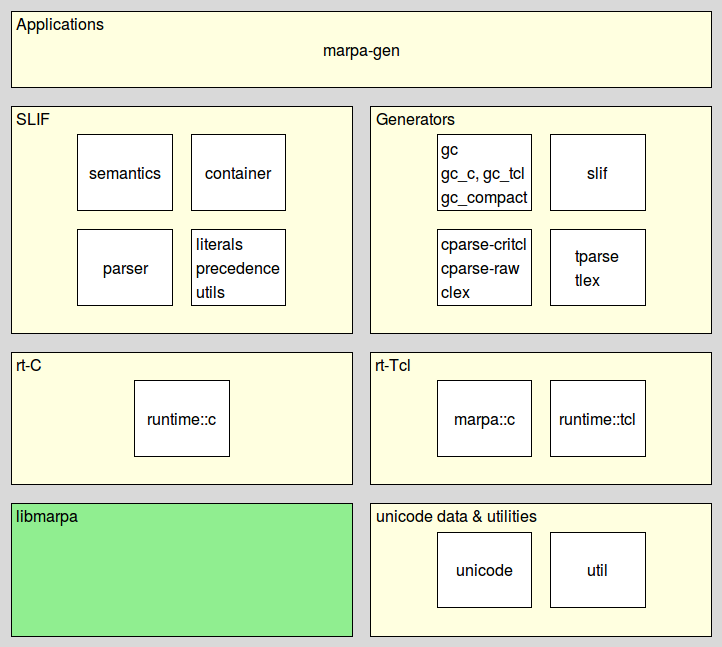 Applications
marpa-gen
SLIF
semantics
container
parser
literals
precedence
utils
Generators
gc
gc_c, gc_tcl
gc_compact
slif
cparse-critcl
cparse-raw
clex
tparse
tlex
rt-C
runtime::c
rt-Tcl
marpa::c
runtime::tcl
libmarpa
unicode data & utilities
unicode
util